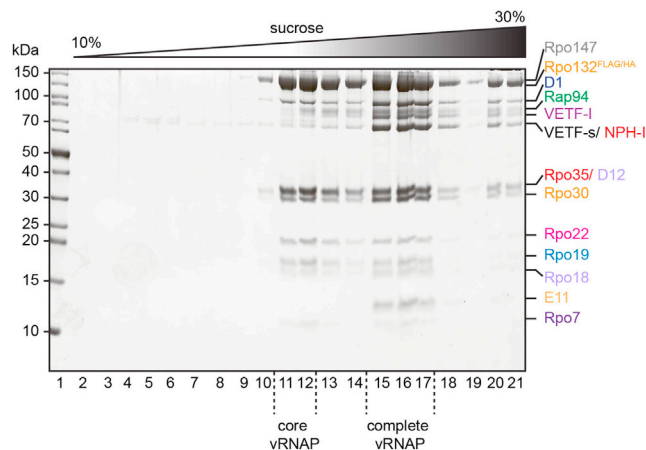 sucrose
10%
30%
kDa
150
100
70
50
40
30
25
20
15
10
Rpo147
Rpo132FLAG/HA
D1
Rap94
VETF-l
VETF-s/ NPH-I
Rpo35/ D12
Rpo30
Rpo22
Rpo19
Rpo18
E11
Rpo7
1 2 3 4 5 6 7 8 9 10 11 12 13 14 15 16 17 18 19 20 21
core complete
vRNAP vRNAP